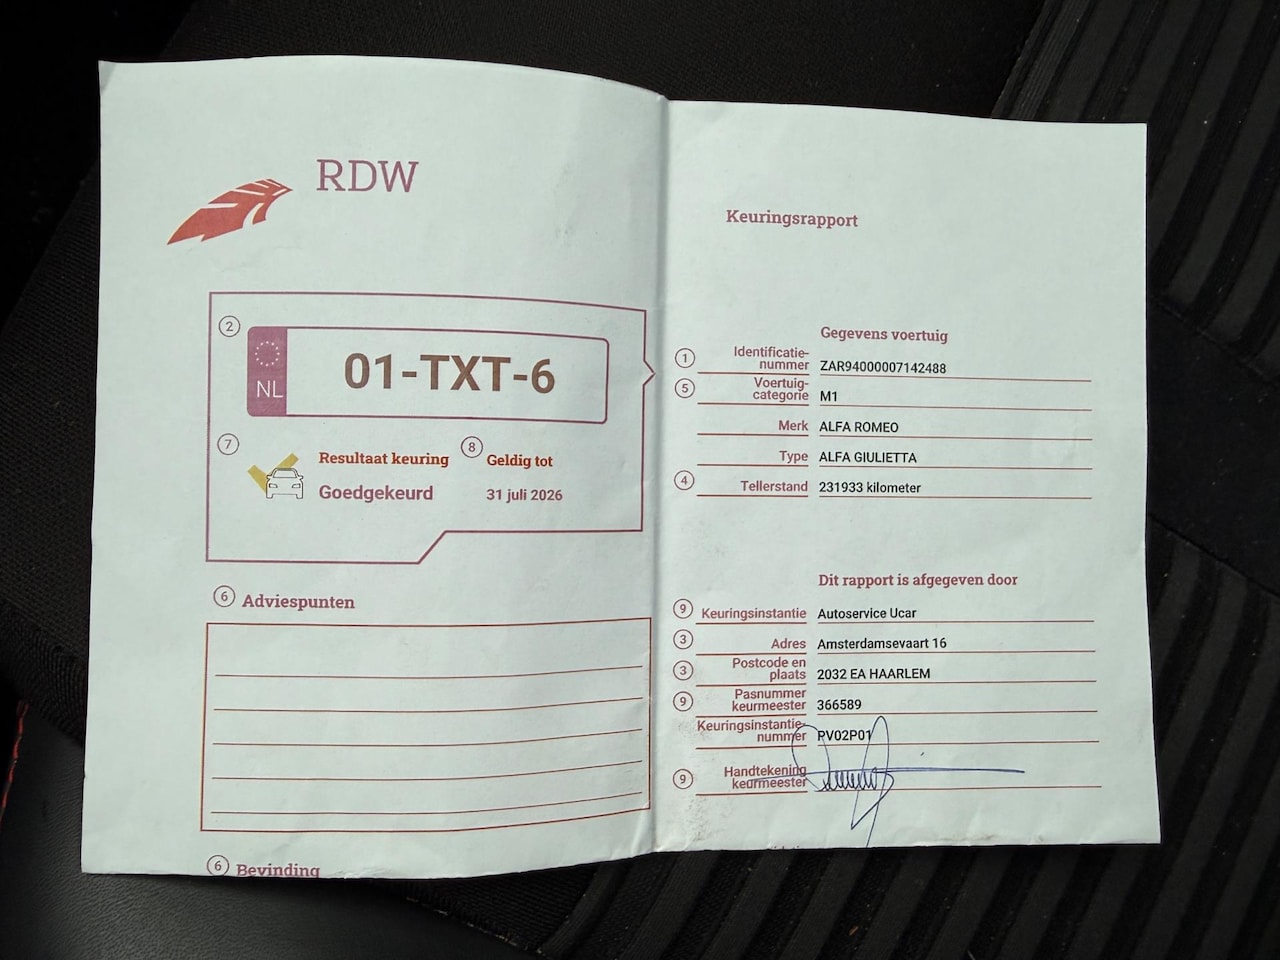 RDW
Keuringsrapport
2
NL
01-TXT-6
7
Resultaat keuring
Goedgekeurd
8
Geldig tot
31 juli 2026
6 Adviespunten
6 Bevinding
Gegevens voertuig
1 Identificatie-
nummer ZAR94000007142488
5 Voertuig-
categorie M1
Merk ALFA ROMEO
Type ALFA GIULIETTA
4 Tellerstand 231933 kilometer
Dit rapport is afgegeven door
9 Keuringsinstantie Autoservice Ucar
3 Adres Amsterdamsevaart 16
3 Postcode en
plaats 2032 EA HAARLEM
9 Pasnummer
keurmeester 366589
Keuringsinstantie-
nummer PV02P01
9 Handtekening
keurmeester